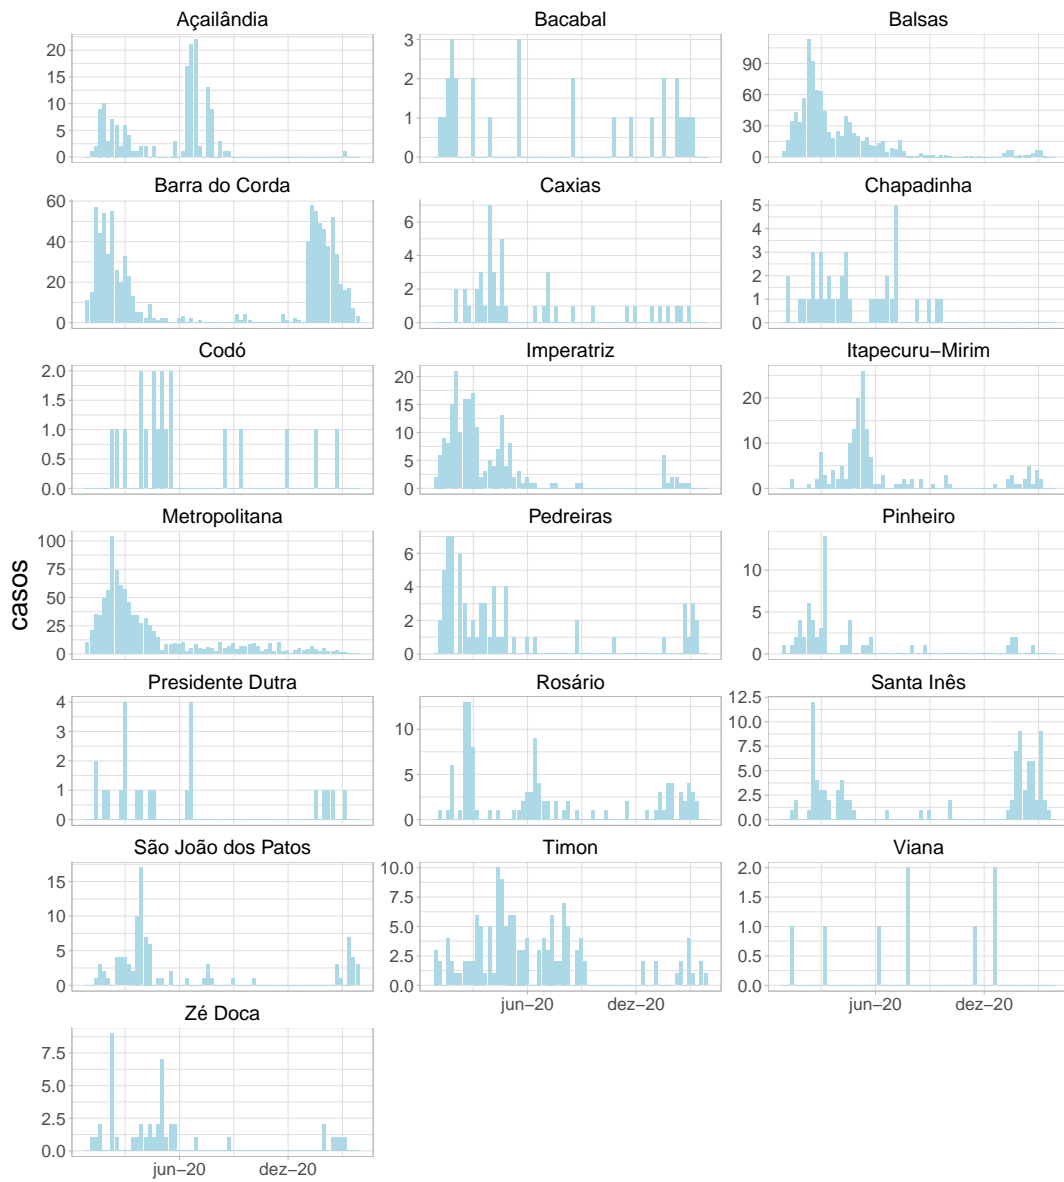 Açailândia Bacabal Balsas
20 15 10 5 0
3 2 1 0
90 60 30 0
Barra do Corda Caxias Chapadinha
60 40 20 0
6 4 2 0
5 4 3 2 1 0
Codó Imperatriz Itapecuru−Mirim
2.0 1.5 1.0 0.5 0.0
20 15 10 5 0
20 10 0
casos
Metropolitana Pedreiras Pinheiro
100 75 50 25 0
6 4 2 0
10 5 0
Presidente Dutra Rosário Santa Inês
4 3 2 1 0
10 5 0
12.5 10.0 7.5 5.0 2.5 0.0
São João dos Patos Timon Viana
15 10 5 0
10.0 7.5 5.0 2.5 0.0
2.0 1.5 1.0 0.5 0.0
jun−20 dez−20 jun−20 dez−20
Zé Doca
7.5 5.0 2.5 0.0
jun−20 dez−20